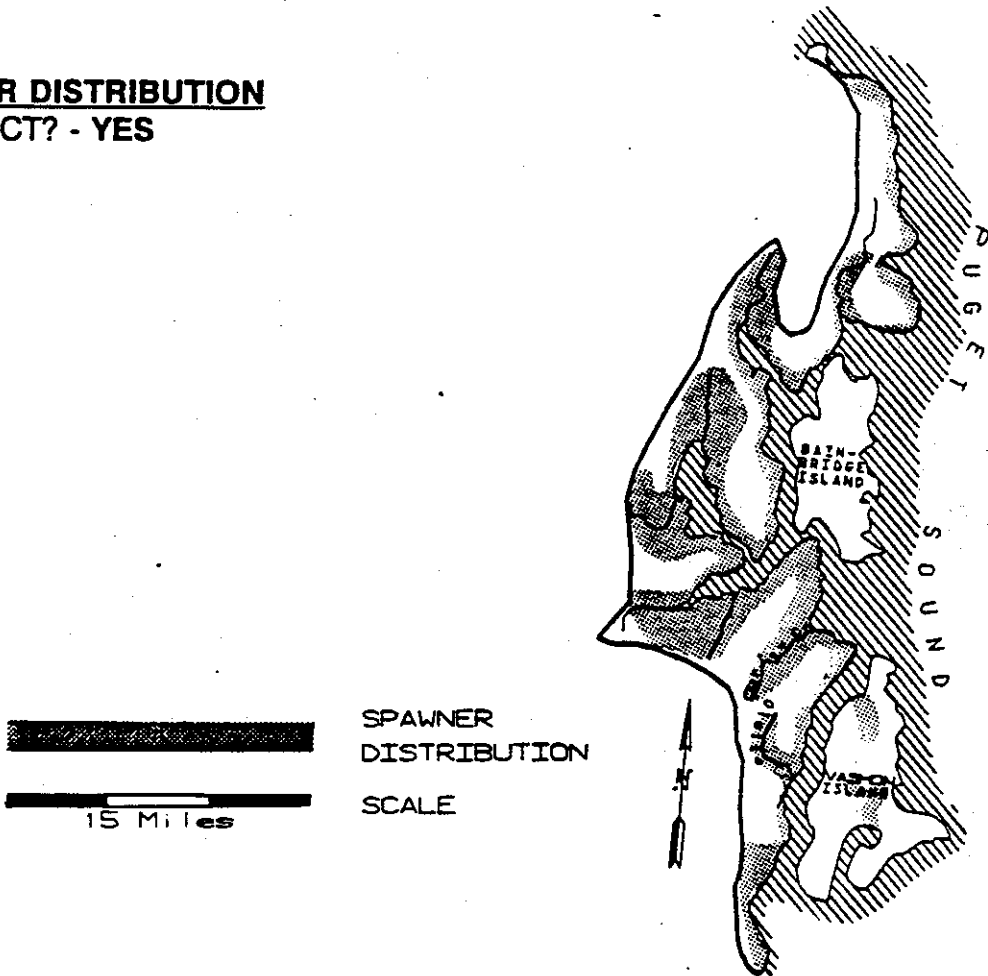 R DISTRIBUTION
CT? - YES
PUGET
SOUND
BAIN-
BRIDGE
ISLAND
VASHON
ISLAND
N
SPAWNER
DISTRIBUTION
SCALE
15 Miles